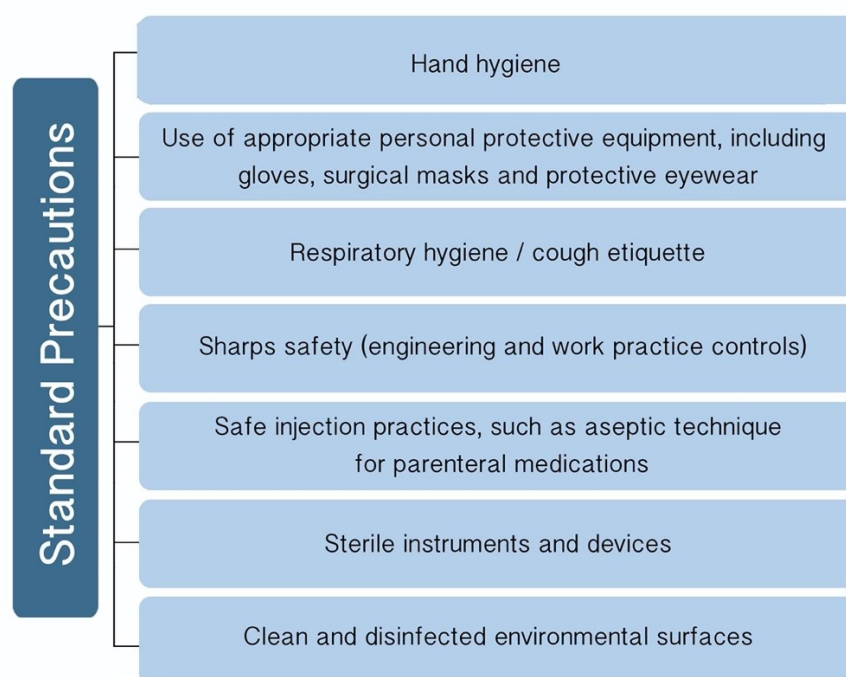 Standard Precautions
Hand hygiene
Use of appropriate personal protective equipment, including
gloves, surgical masks and protective eyewear
Respiratory hygiene / cough etiquette
Sharps safety (engineering and work practice controls)
Safe injection practices, such as aseptic technique
for parenteral medications
Sterile instruments and devices
Clean and disinfected environmental surfaces